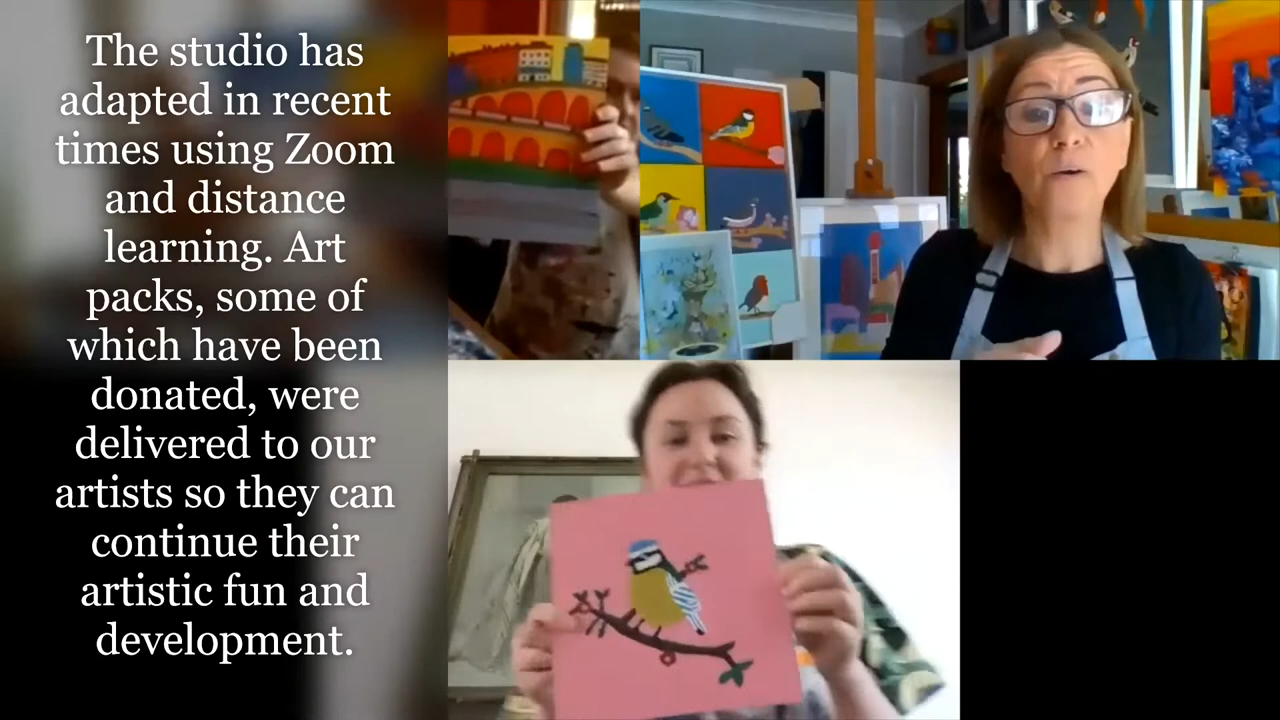 The studio has
adapted in recent
times using Zoom
and distance
learning. Art
packs, some of
which have been
donated, were
delivered to our
artists so they can
continue their
artistic fun and
development.